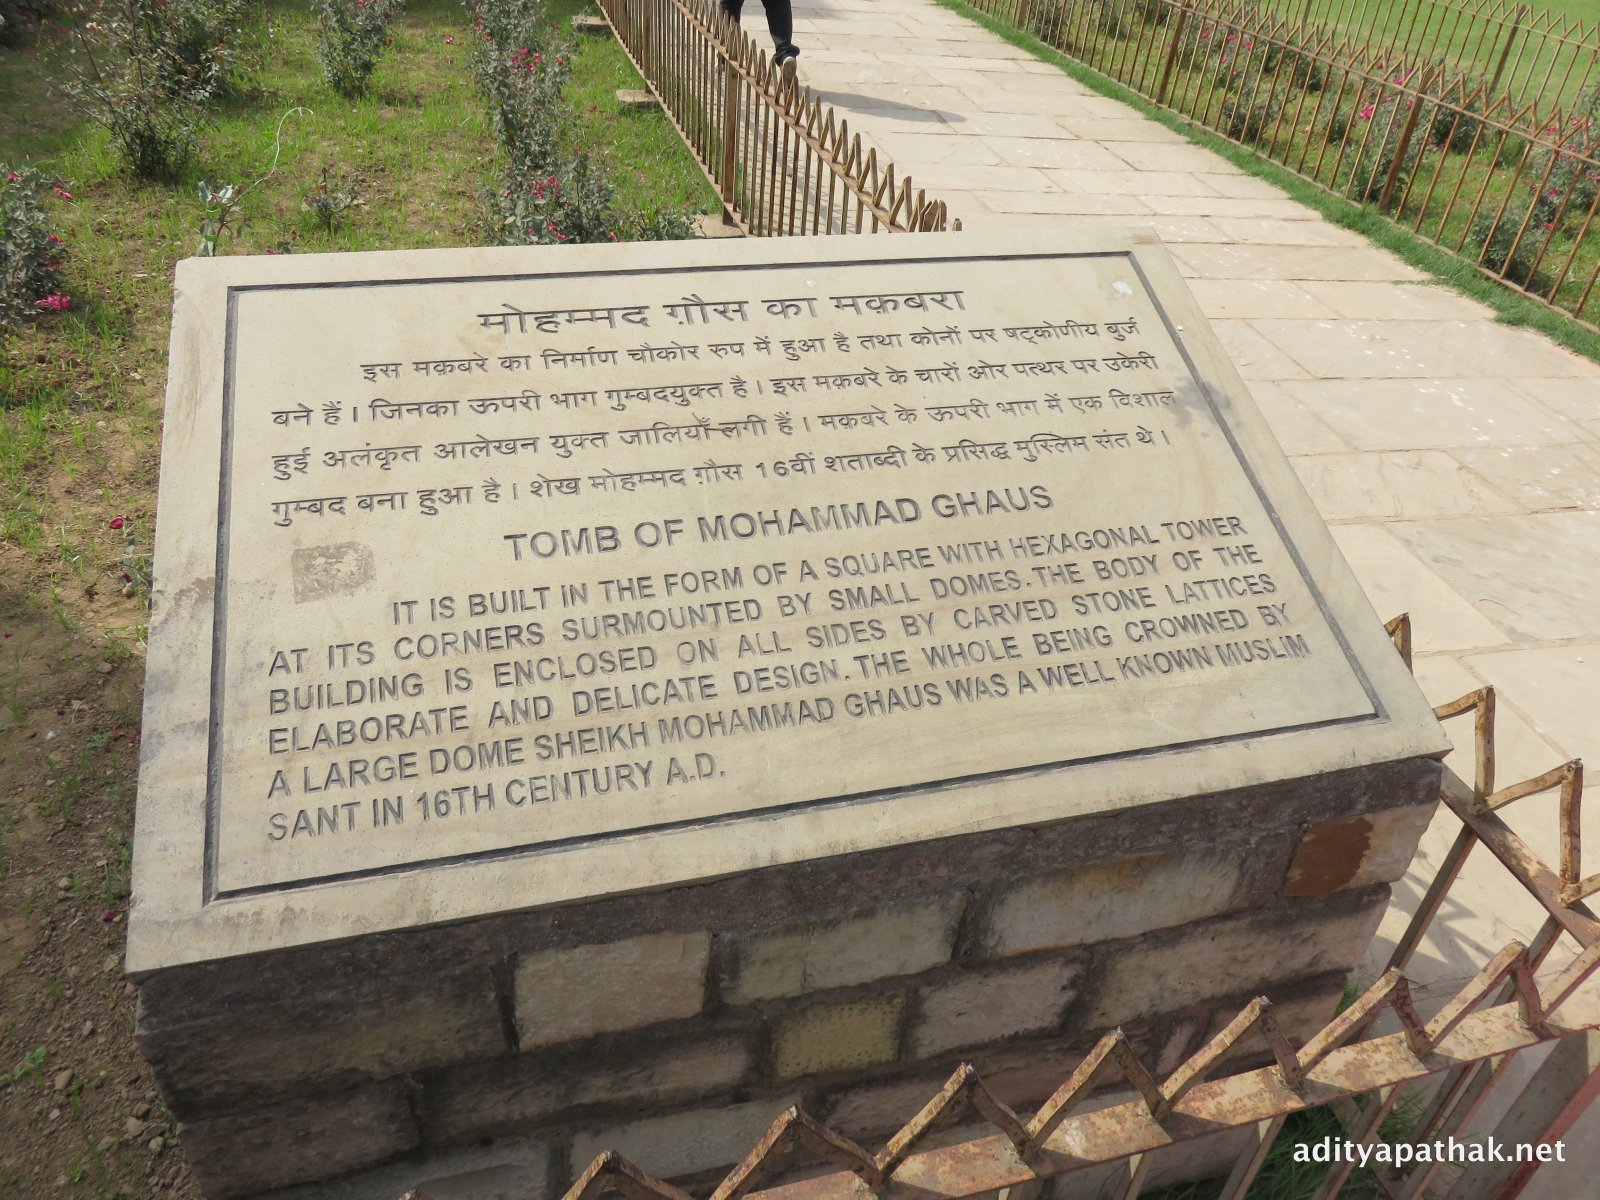 मोहम्मद ग़ौस का मक़बरा
इस मक़बरे का निर्माण चौकोर रुप में हुआ है तथा कोनों पर षट्कोणीय बुर्ज
बने हैं। जिनका ऊपरी भाग गुम्बदयुक्त है। इस मक़बरे के चारों ओर पत्थर पर उकेरी
हुई अलंकृत आलेखन युक्त जालियाँ लगी हैं। मक़बरे के ऊपरी भाग में एक विशाल
गुम्बद बना हुआ है। शेख मोहम्मद ग़ौस 16वीं शताब्दी के प्रसिद्ध मुस्लिम संत थे।
TOMB OF MOHAMMAD GHAUS
IT IS BUILT IN THE FORM OF A SQUARE WITH HEXAGONAL TOWER
AT ITS CORNERS SURMOUNTED BY SMALL DOMES.THE BODY OF THE
BUILDING IS ENCLOSED ON ALL SIDES BY CARVED STONE LATTICES
ELABORATE AND DELICATE DESIGN.THE WHOLE BEING CROWNED BY
A LARGE DOME SHEIKH MOHAMMAD GHAUS WAS A WELL KNOWN MUSLIM
SANT IN 16TH CENTURY A.D.
adityapathak.net